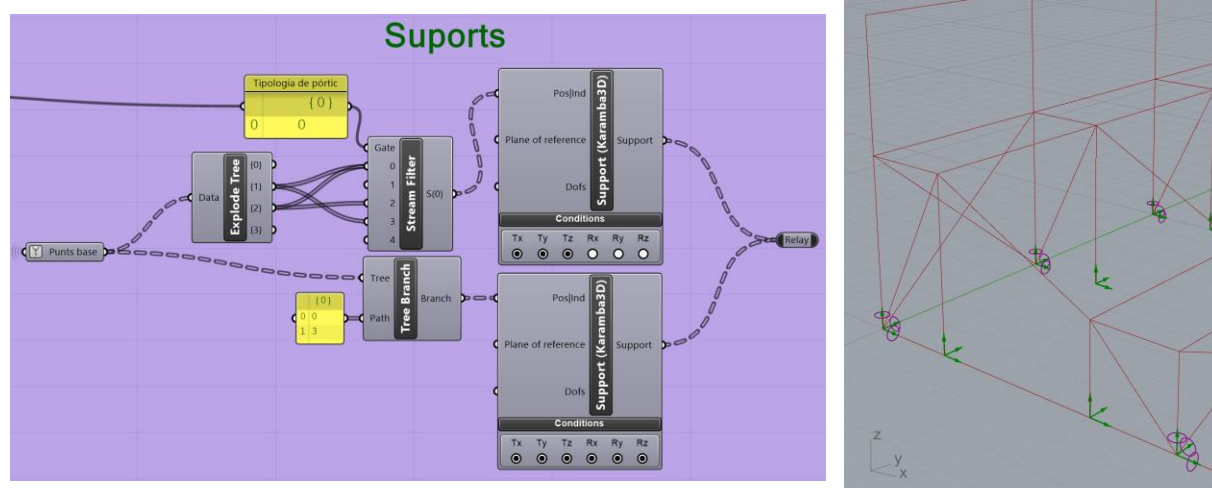 Suports
Tipologia de pòrtic
{0}
0 0
Data
Explode Tree
{0}
{1}
{2}
{3}
Gate
0
1
2
3
4
Stream Filter
S(0)
Pos|Ind
Plane of reference
Dofs
Support (Karamba3D)
Support
Conditions
Tx Ty Tz Rx Ry Rz
Punts base
{0}
0 0
1 3
Tree
Path
Tree Branch
Branch
Pos|Ind
Plane of reference
Dofs
Support (Karamba3D)
Support
Conditions
Tx Ty Tz Rx Ry Rz
Relay
z
y
x